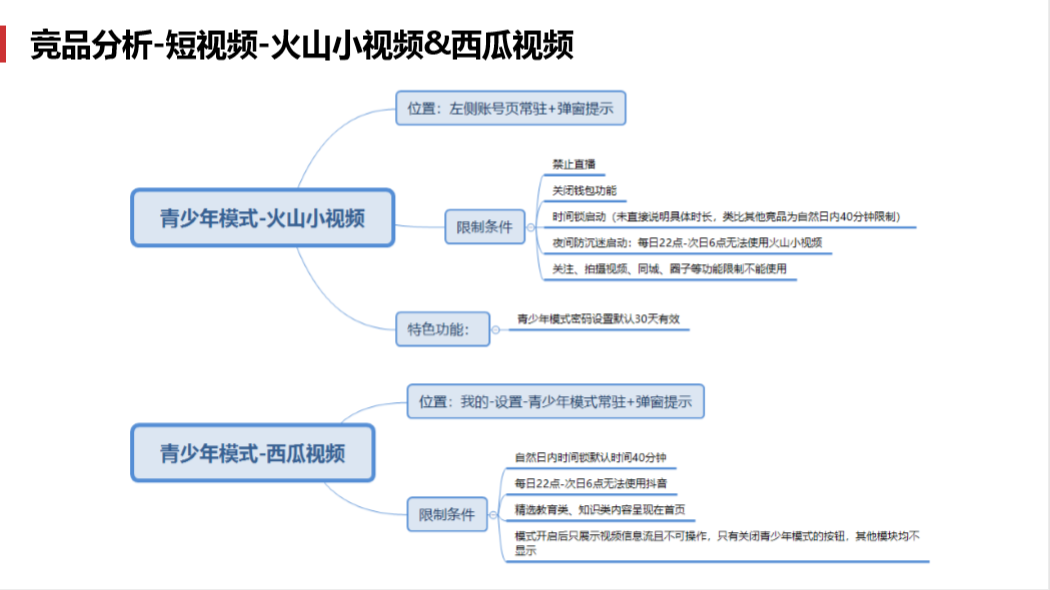 竞品分析-短视频-火山小视频&西瓜视频
位置：左侧账号页常驻+弹窗提示
青少年模式-火山小视频
限制条件
禁止直播
关闭钱包功能
时间锁启动（未直接说明具体时长，类比其他竞品为自然日内40分钟限制）
夜间防沉迷启动：每日22点-次日6点无法使用火山小视频
关注、拍摄视频、同城、圈子等功能限制不能使用
特色功能：
青少年模式密码设置默认30天有效
位置：我的-设置-青少年模式常驻+弹窗提示
青少年模式-西瓜视频
限制条件
自然日内时间锁默认时间40分钟
每日22点-次日6点无法使用抖音
精选教育类、知识类内容呈现在首页
模式开启后只展示视频信息流且不可操作，只有关闭青少年模式的按钮，其他模块均不
显示